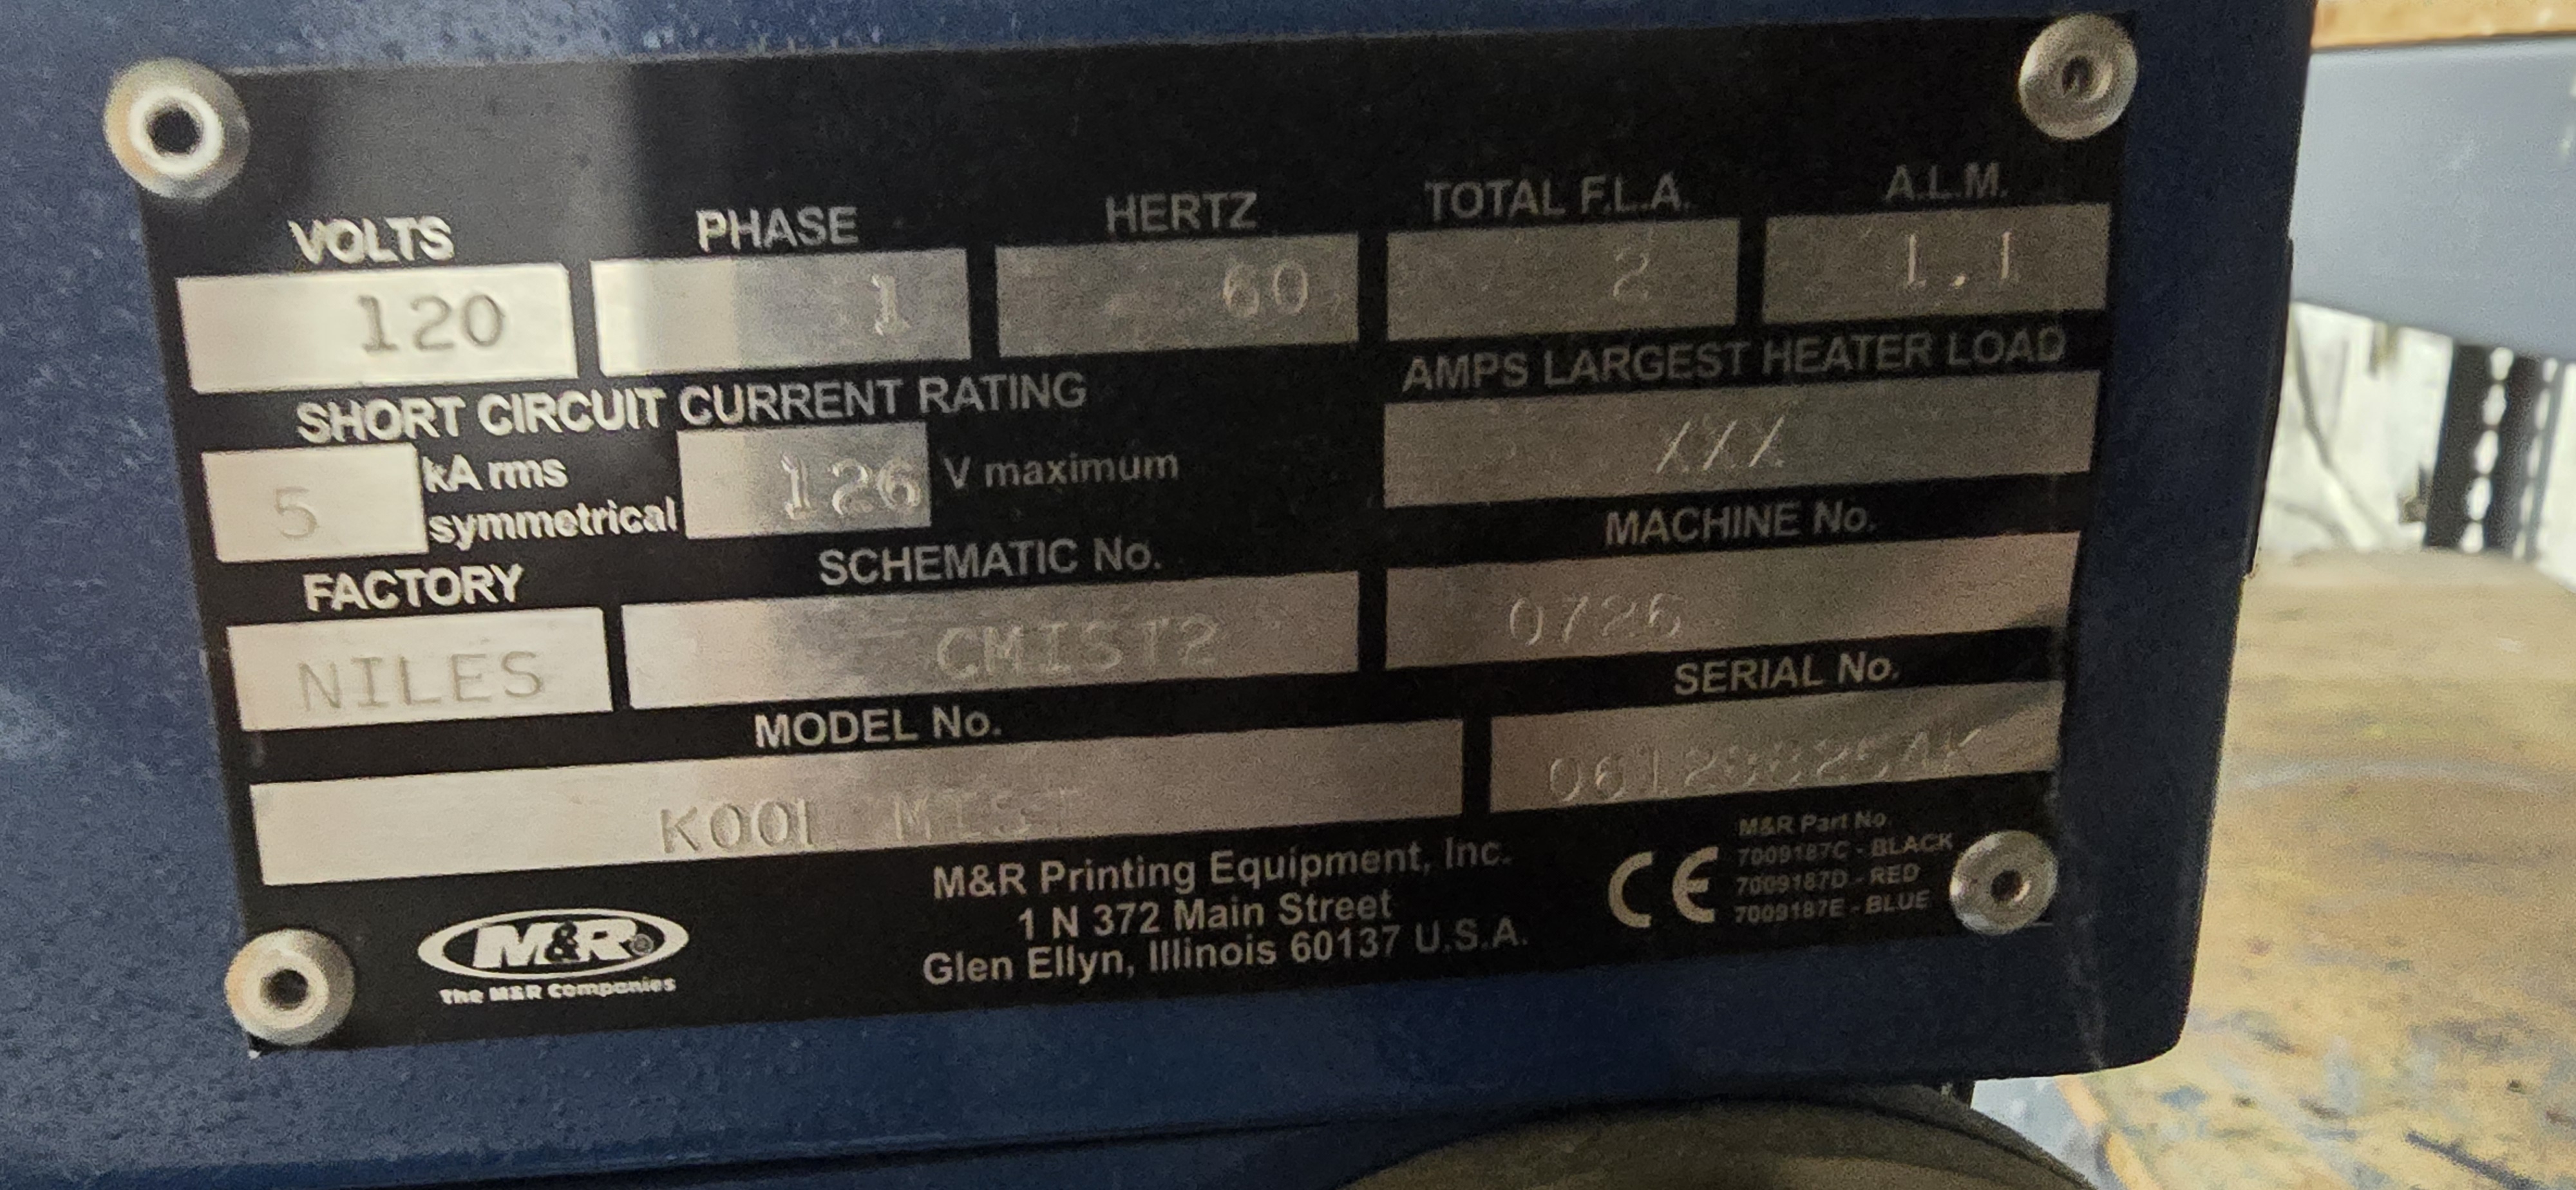 VOLTS PHASE HERTZ TOTAL F.L.A. A.L.M.
120 1 60 2 1.1
SHORT CIRCUIT CURRENT RATING AMPS LARGEST HEATER LOAD
5 kA rms symmetrical 126 V maximum XXX
FACTORY SCHEMATIC No. MACHINE No.
NILES CMIST2 0726
MODEL No. SERIAL No.
KOOL MIST
M&R®
The M&R Companies
M&R Printing Equipment, Inc.
1 N 372 Main Street
Glen Ellyn, Illinois 60137 U.S.A.
CE
M&R Part No.
7009187C - BLACK
7009187D - RED
7009187E - BLUE